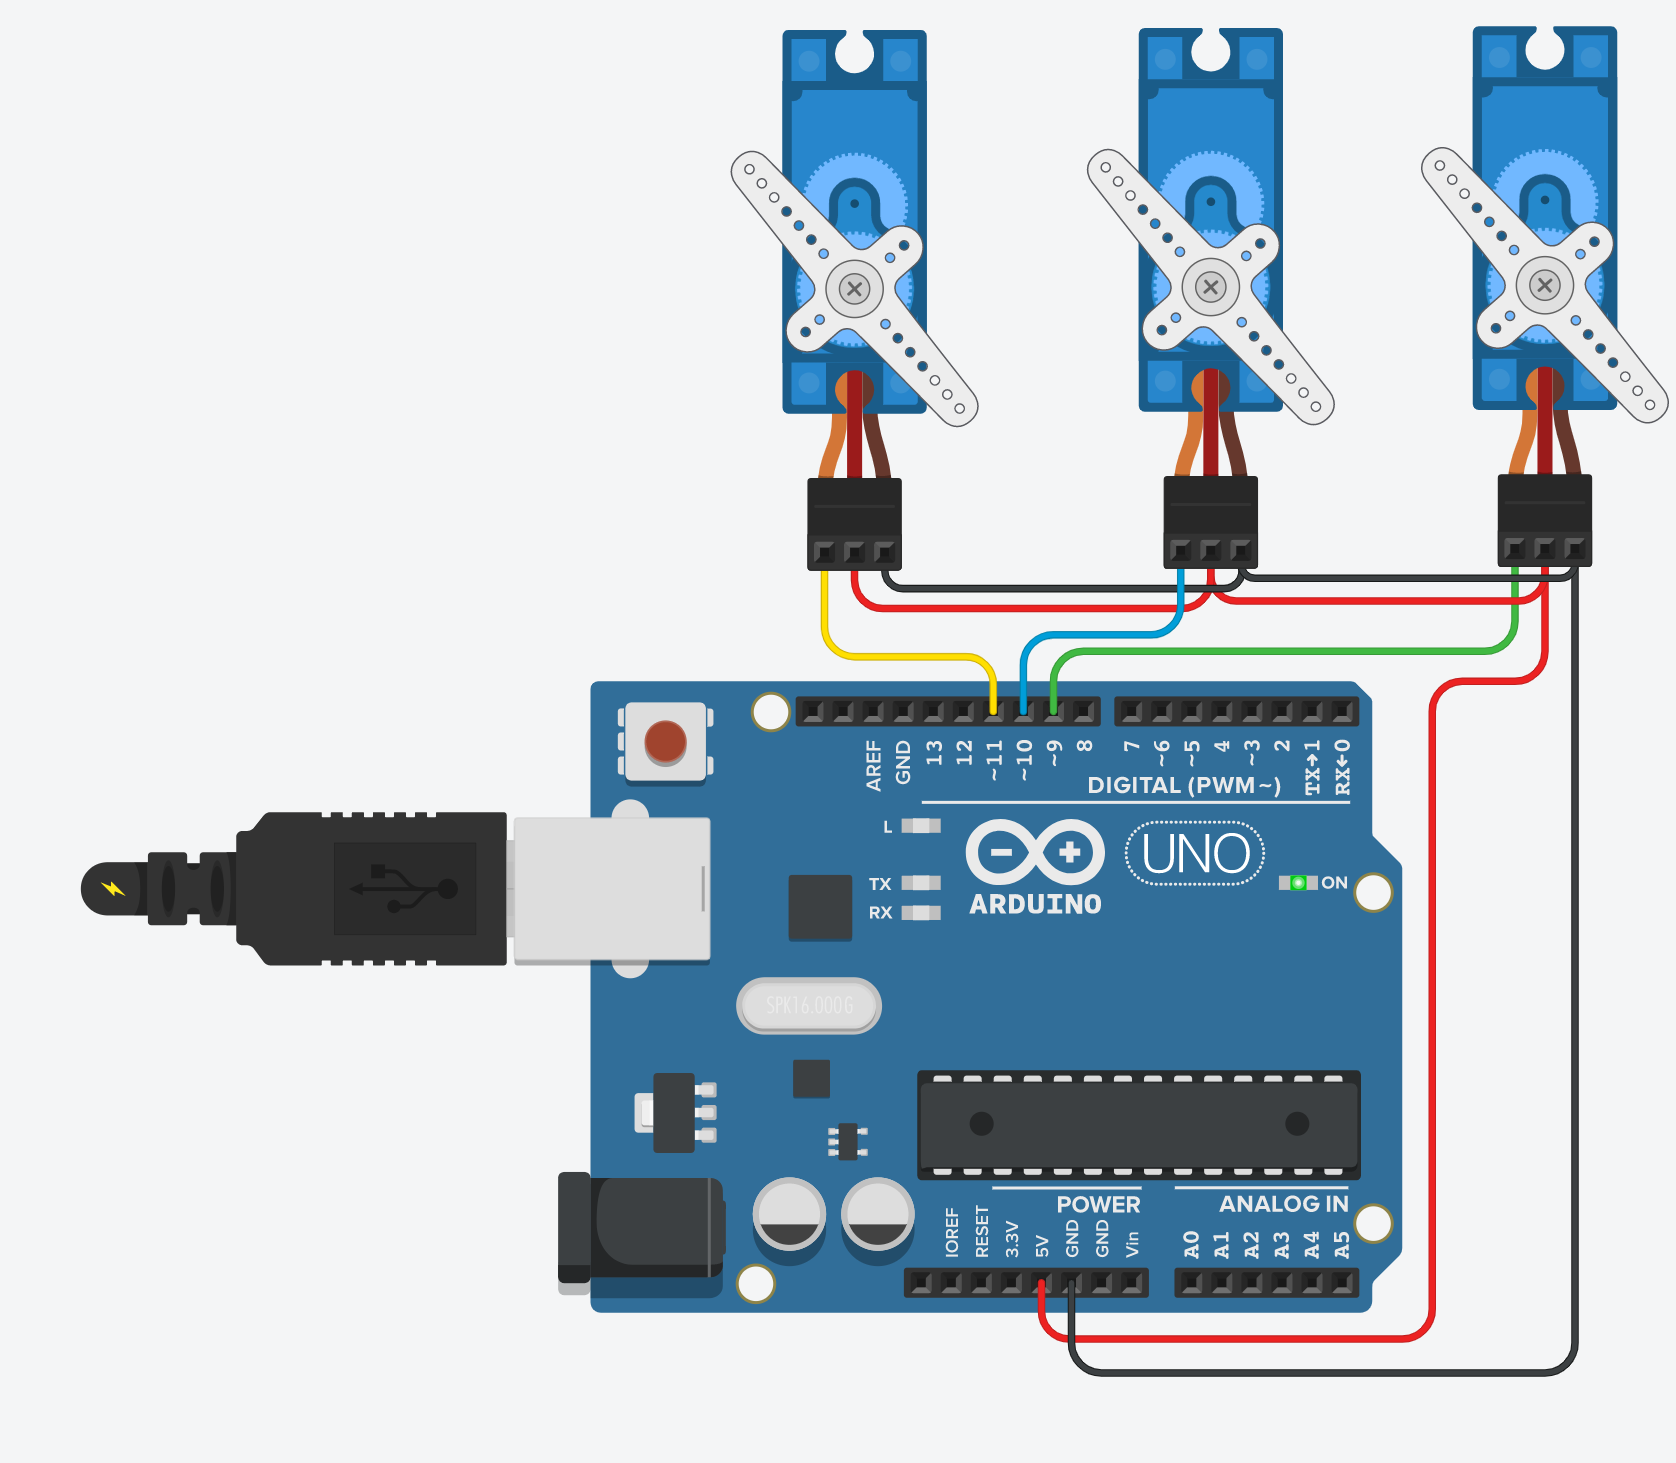 AREF
GND
13
12
~11
~10
~9
8
7
~6
~5
4
~3
2
TX→1
RX←0
DIGITAL (PWM~)
L
TX
RX
UNO
ON
ARDUINO
SPK16.000G
POWER
ANALOG IN
IOREF
RESET
3.3V
5V
GND
GND
Vin
A0
A1
A2
A3
A4
A5